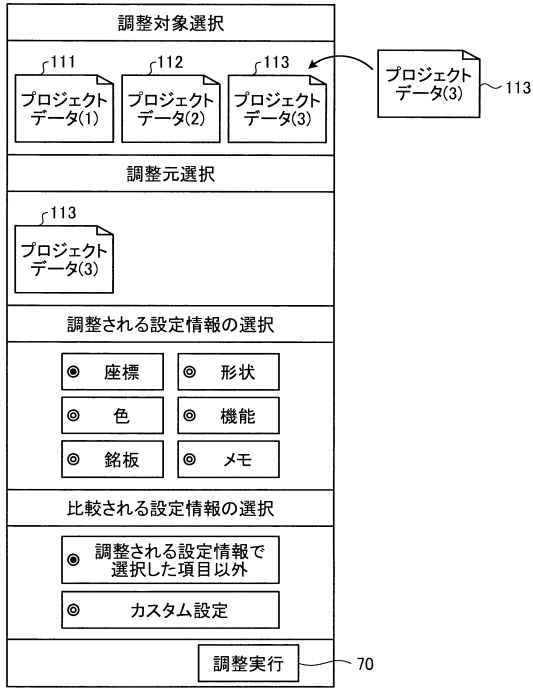 調整対象選択
111
プロジェクト
データ(1)
112
プロジェクト
データ(2)
113
プロジェクト
データ(3)
プロジェクト
データ(3)
113
調整元選択
113
プロジェクト
データ(3)
調整される設定情報の選択
座標
形状
色
機能
銘板
メモ
比較される設定情報の選択
調整される設定情報で
選択した項目以外
カスタム設定
調整実行
70